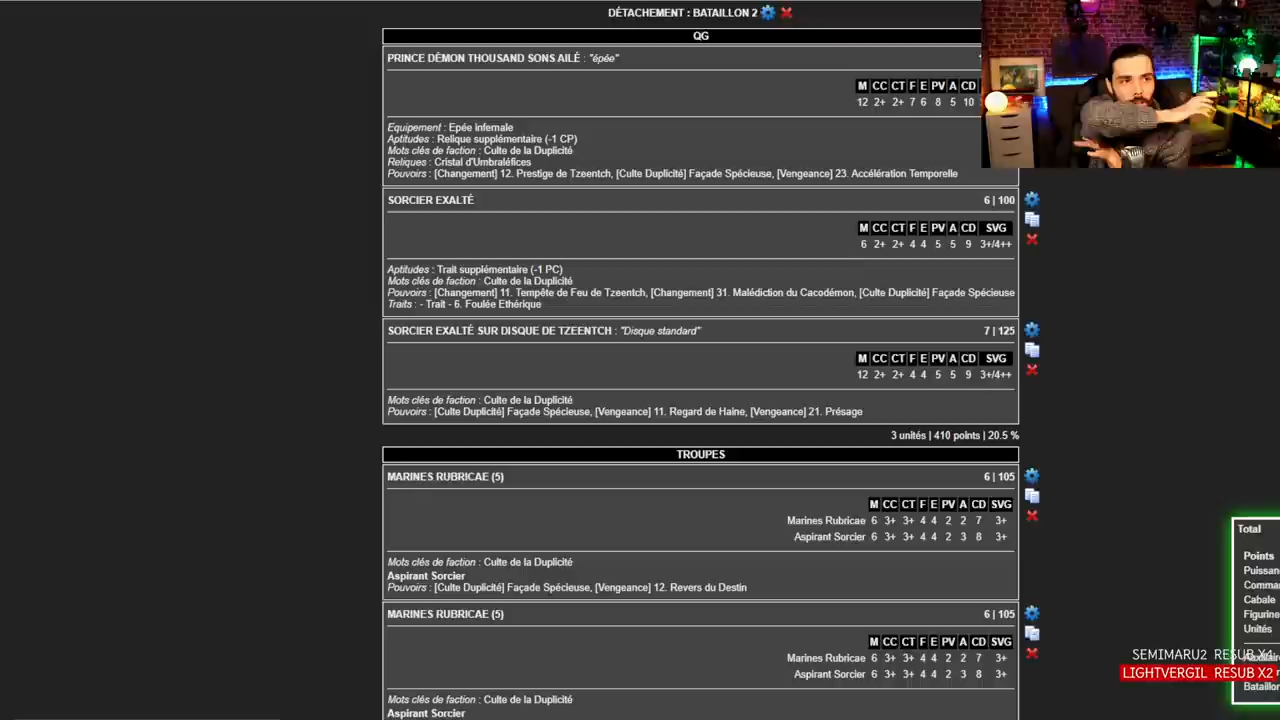 DÉTACHEMENT : BATAILLON 2
QG
PRINCE DÉMON THOUSAND SONS AILÉ : "épée"
M CC CT F E PV A CD
12 2+ 2+ 7 6 8 5 10
Equipement : Epée infernale
Aptitudes : Relique supplémentaire (-1 CP)
Mots clés de faction : Culte de la Duplicité
Reliques : Cristal d'Umbraléfices
Pouvoirs : [Changement] 12. Prestige de Tzeentch, [Culte Duplicité] Façade Spécieuse, [Vengeance] 23. Accélération Temporelle
SORCIER EXALTÉ 6 | 100
M CC CT F E PV A CD SVG
6 2+ 2+ 4 4 5 5 9 3+/4++
Aptitudes : Trait supplémentaire (-1 PC)
Mots clés de faction : Culte de la Duplicité
Pouvoirs : [Changement] 11. Tempête de Feu de Tzeentch, [Changement] 31. Malédiction du Cacodémon, [Culte Duplicité] Façade Spécieuse
Traits : - Trait - 6. Foulée Ethérique
SORCIER EXALTÉ SUR DISQUE DE TZEENTCH : "Disque standard" 7 | 125
M CC CT F E PV A CD SVG
12 2+ 2+ 4 4 5 5 9 3+/4++
Mots clés de faction : Culte de la Duplicité
Pouvoirs : [Culte Duplicité] Façade Spécieuse, [Vengeance] 11. Regard de Haine, [Vengeance] 21. Présage
3 unités | 410 points | 20.5 %
TROUPES
MARINES RUBRICAE (5) 6 | 105
M CC CT F E PV A CD SVG
Marines Rubricae 6 3+ 3+ 4 4 2 2 7 3+
Aspirant Sorcier 6 3+ 3+ 4 4 2 3 8 3+
Mots clés de faction : Culte de la Duplicité
Aspirant Sorcier
Pouvoirs : [Culte Duplicité] Façade Spécieuse, [Vengeance] 12. Revers du Destin
MARINES RUBRICAE (5) 6 | 105
M CC CT F E PV A CD SVG
Marines Rubricae 6 3+ 3+ 4 4 2 2 7 3+
Aspirant Sorcier 6 3+ 3+ 4 4 2 3 8 3+
Mots clés de faction : Culte de la Duplicité
Aspirant Sorcier
Total
Points
Puissan
Comma
Cabale
Figurine
Unités
SEMIMARU2 RESUB X4
LIGHTVERGIL RESUB X2
Bataillo